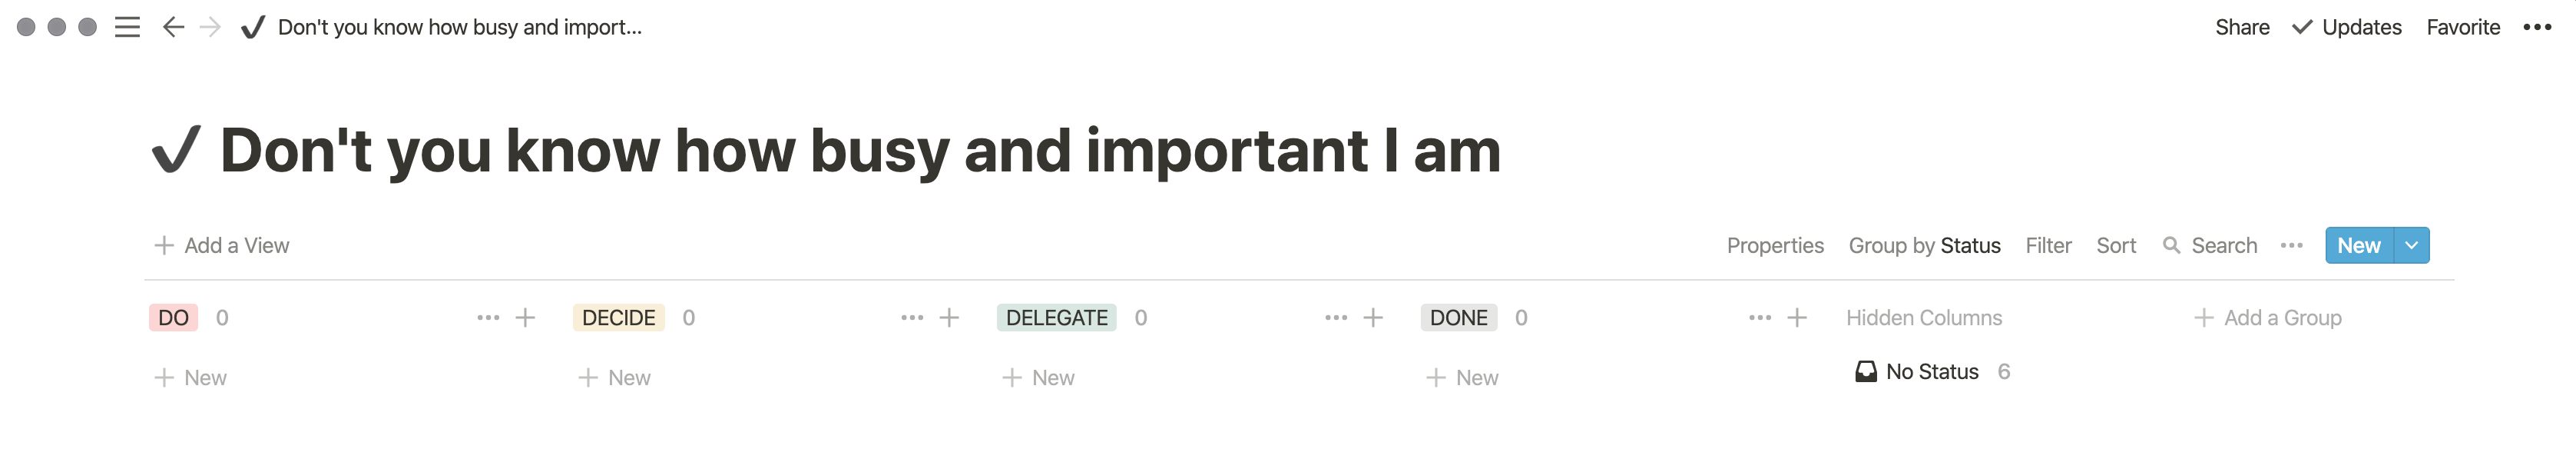 Don't you know how busy and import...
Share Updates Favorite
Don't you know how busy and important I am
Add a View
Properties Group by Status Filter Sort Search New
DO 0 DECIDE 0 DELEGATE 0 DONE 0 Hidden Columns Add a Group
New New New New No Status 6